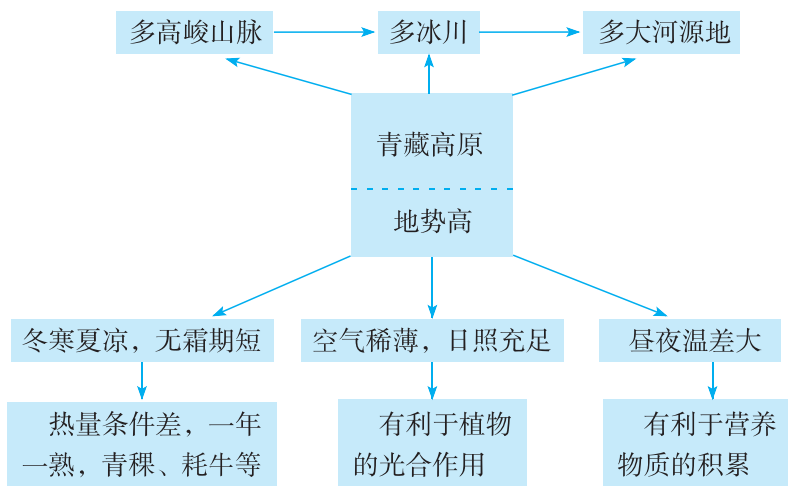 多高峻山脉
多冰川
多大河源地
青藏高原
地势高
冬寒夏凉，无霜期短
空气稀薄，日照充足
昼夜温差大
热量条件差，一年
一熟，青稞、耗牛等
有利于植物
的光合作用
有利于营养
物质的积累